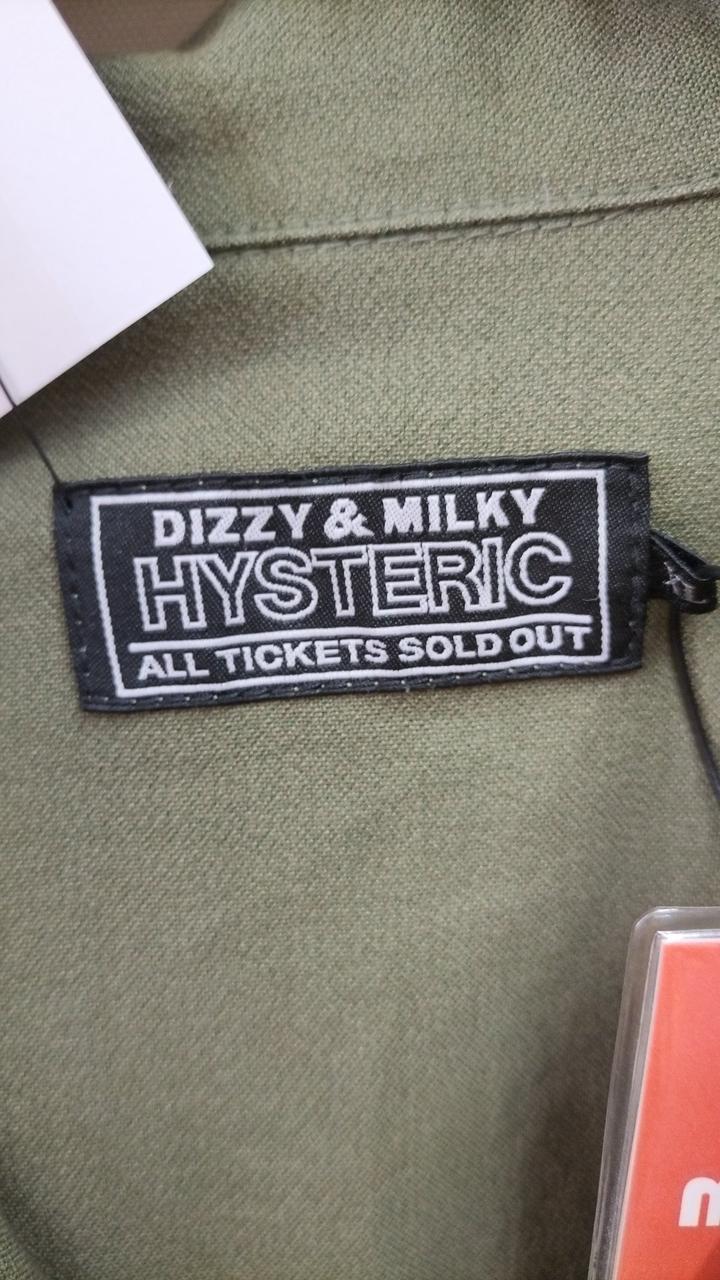 DIZZY & MILKY
HYSTERIC
ALL TICKETS SOLD OUT